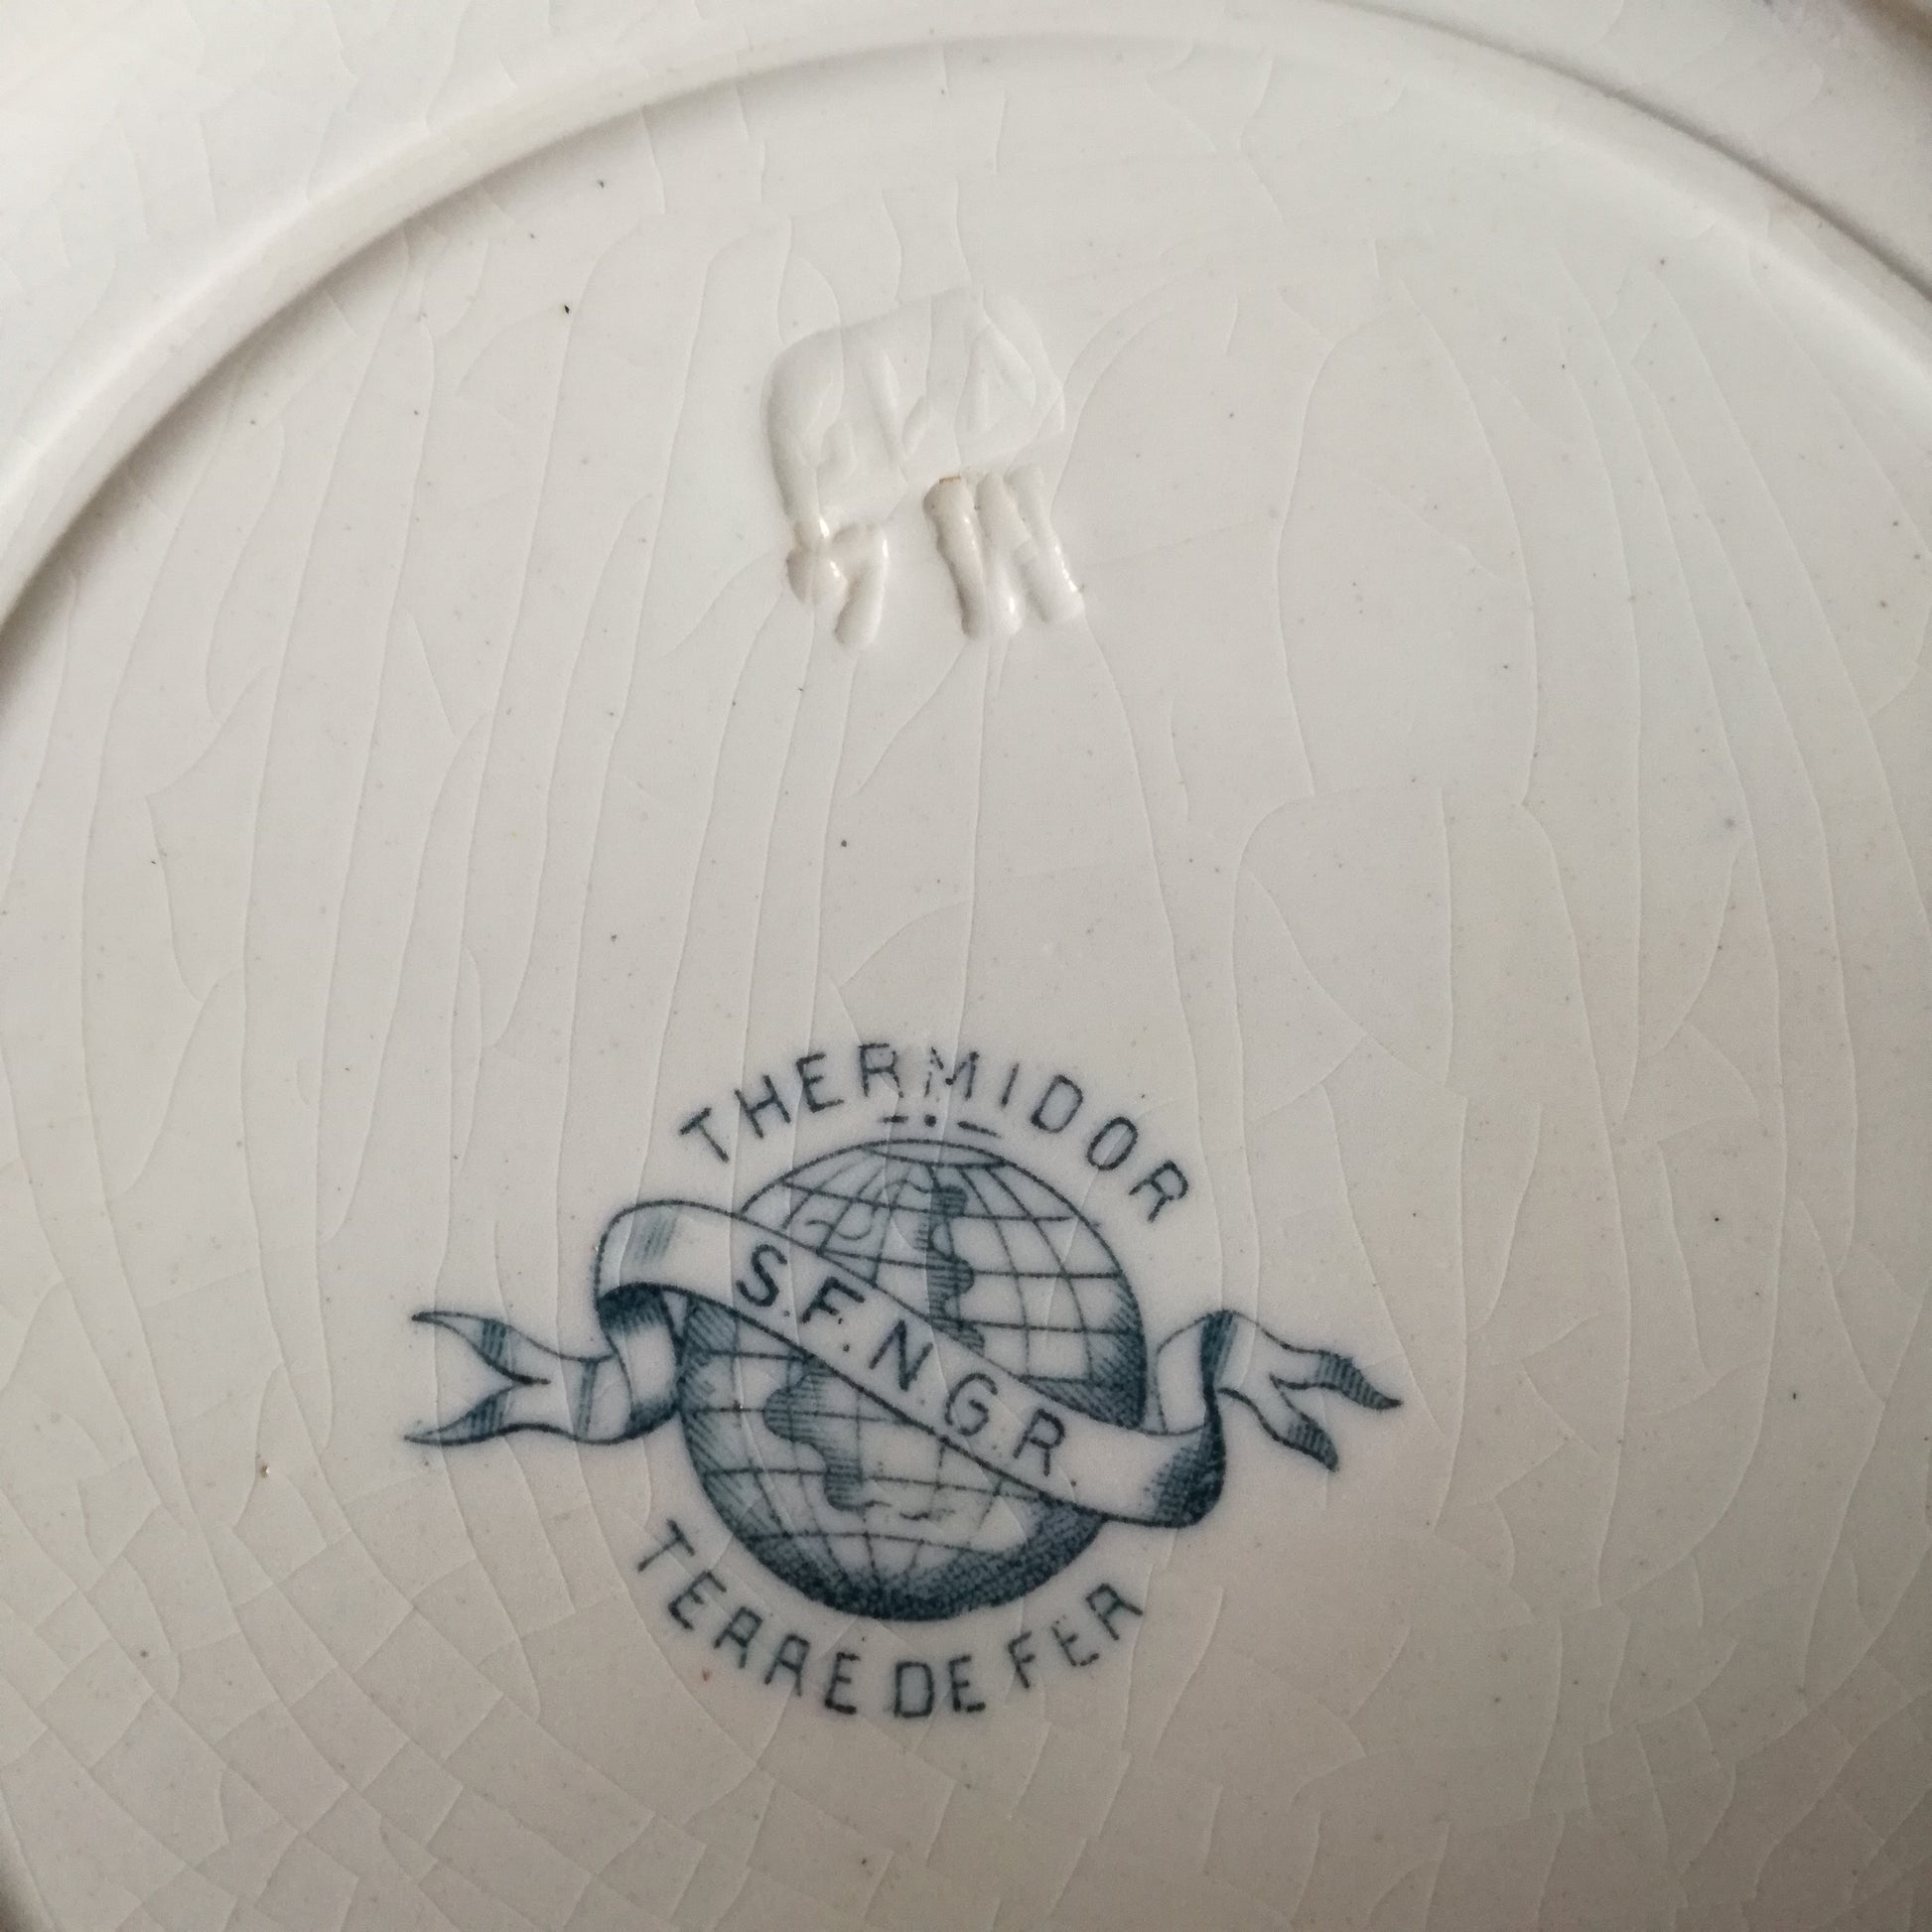 THERMIDOR
S.F.N.G.R.
TERRE DE FER